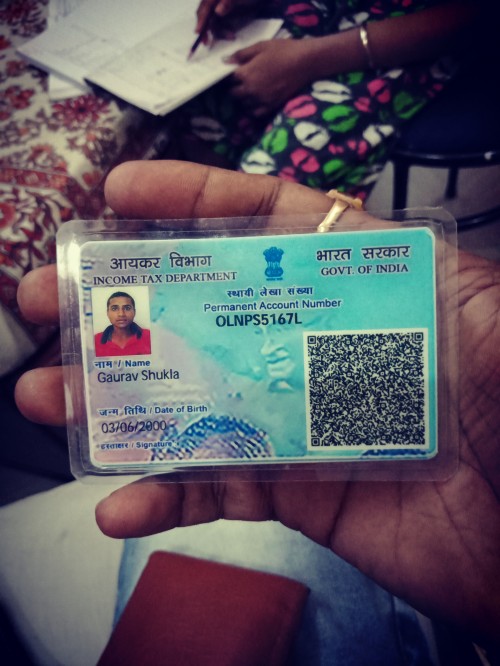 आयकर विभाग
INCOME TAX DEPARTMENT
भारत सरकार
GOVT. OF INDIA
स्थायी लेखा संख्या
Permanent Account Number
OLNPS5167L
नाम / Name
Gaurav Shukla
जन्म तिथि / Date of Birth
03/06/2000
हस्ताक्षर / Signature